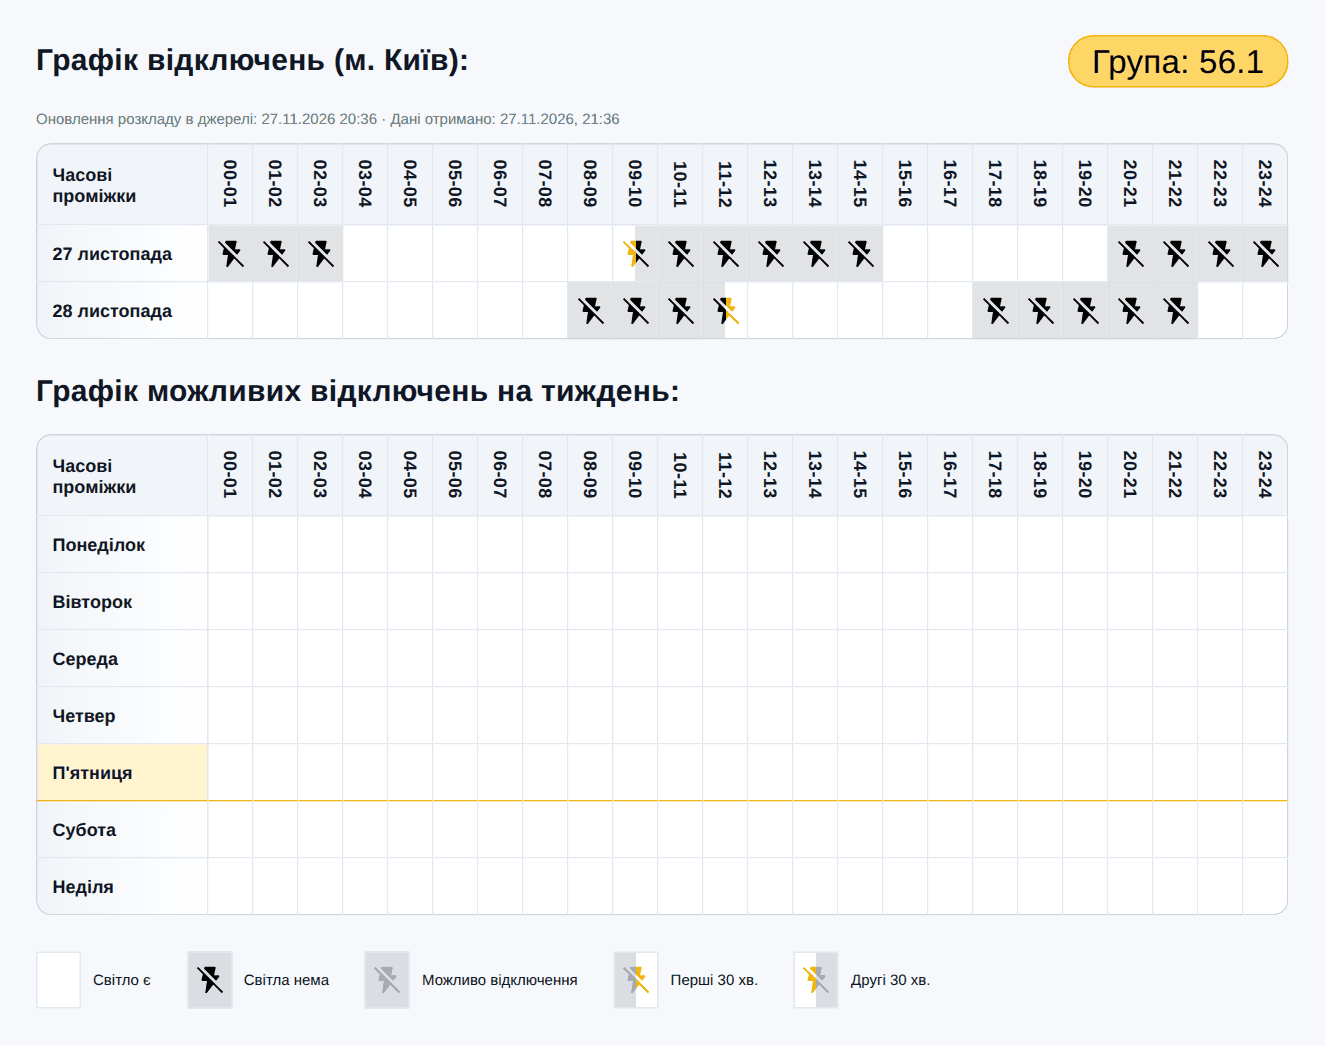 Графік відключень (м. Київ):
Група: 56.1
Оновлення розкладу в джерелі: 27.11.2026 20:36 · Дані отримано: 27.11.2026, 21:36
Часові проміжки 00-01 01-02 02-03 03-04 04-05 05-06 06-07 07-08 08-09 09-10 10-11 11-12 12-13 13-14 14-15 15-16 16-17 17-18 18-19 19-20 20-21 21-22 22-23 23-24
27 листопада
28 листопада
Графік можливих відключень на тиждень:
Часові проміжки 00-01 01-02 02-03 03-04 04-05 05-06 06-07 07-08 08-09 09-10 10-11 11-12 12-13 13-14 14-15 15-16 16-17 17-18 18-19 19-20 20-21 21-22 22-23 23-24
Понеділок
Вівторок
Середа
Четвер
П'ятниця
Субота
Неділя
Світло є Світла нема Можливо відключення Перші 30 хв. Другі 30 хв.